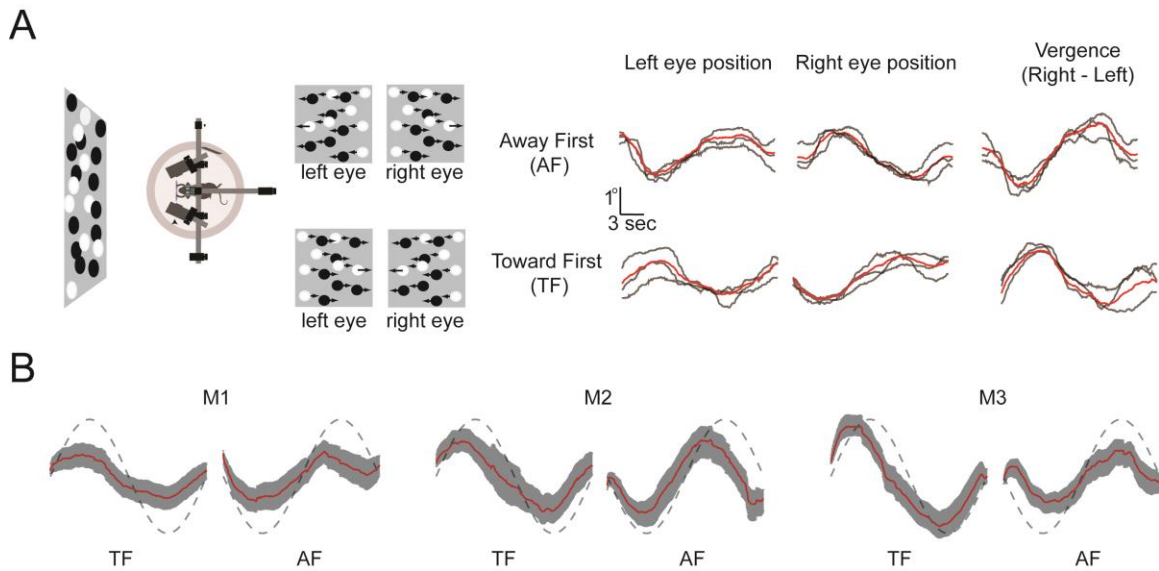 A
left eye right eye
left eye right eye
Left eye position Right eye position Vergence
(Right - Left)
Away First
(AF)
1°
3 sec
Toward First
(TF)
B
M1 M2 M3
TF AF TF AF TF AF